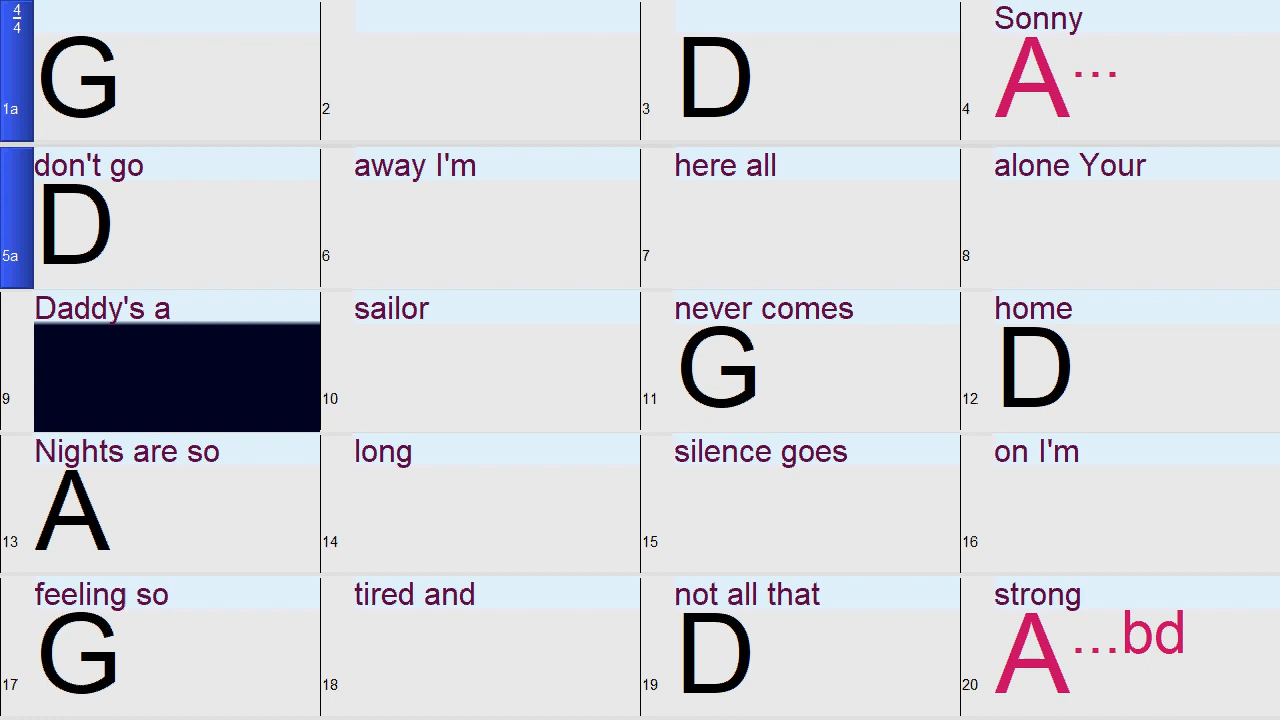 4/4 Sonny
1a G 2 3 D 4 A...
don't go away I'm here all alone Your
5a D 6 7 8
Daddy's a sailor never comes home
9 10 11 G 12 D
Nights are so long silence goes on I'm
13 A 14 15 16
feeling so tired and not all that strong
17 G 18 19 D 20 A...bd